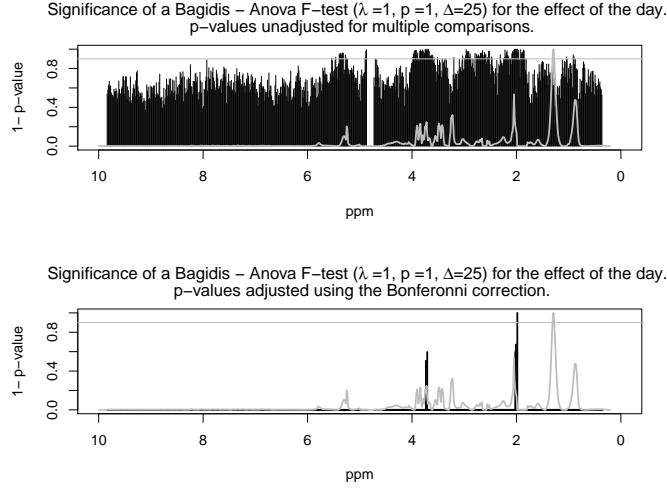 Significance of a Bagidis − Anova F−test (λ =1, p =1, Δ=25) for the effect of the day.
p−values unadjusted for multiple comparisons.
1− p−value
0.0
0.4
0.8
10
8
6
4
2
0
ppm
Significance of a Bagidis − Anova F−test (λ =1, p =1, Δ=25) for the effect of the day.
p−values adjusted using the Bonferonni correction.
1− p−value
0.0
0.4
0.8
10
8
6
4
2
0
ppm